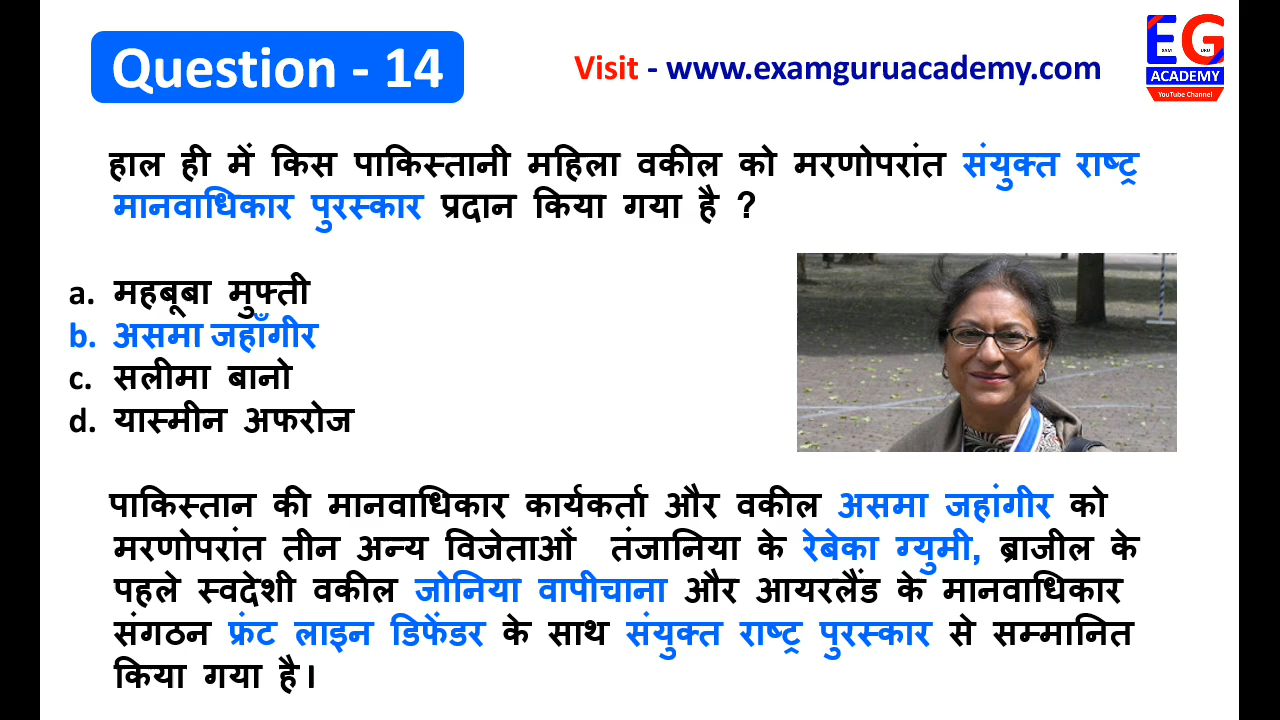 Question - 14
Visit - www.examguruacademy.com
EG
EXAM GURU
ACADEMY
YouTube Channel
हाल ही में किस पाकिस्तानी महिला वकील को मरणोपरांत संयुक्त राष्ट्र
मानवाधिकार पुरस्कार प्रदान किया गया है ?
a. महबूबा मुफ्ती
b. असमा जहाँगीर
c. सलीमा बानो
d. यास्मीन अफरोज
पाकिस्तान की मानवाधिकार कार्यकर्ता और वकील असमा जहांगीर को
मरणोपरांत तीन अन्य विजेताओं तंजानिया के रेबेका ग्युमी, ब्राजील के
पहले स्वदेशी वकील जोनिया वापीचाना और आयरलैंड के मानवाधिकार
संगठन फ्रंट लाइन डिफेंडर के साथ संयुक्त राष्ट्र पुरस्कार से सम्मानित
किया गया है।